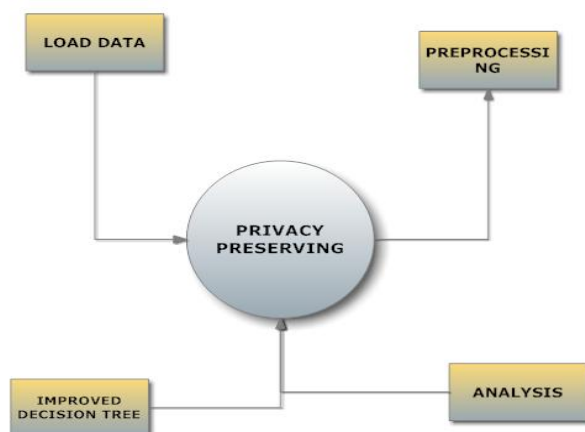 LOAD DATA
PREPROCESSI
NG
PRIVACY
PRESERVING
IMPROVED
DECISION TREE
ANALYSIS